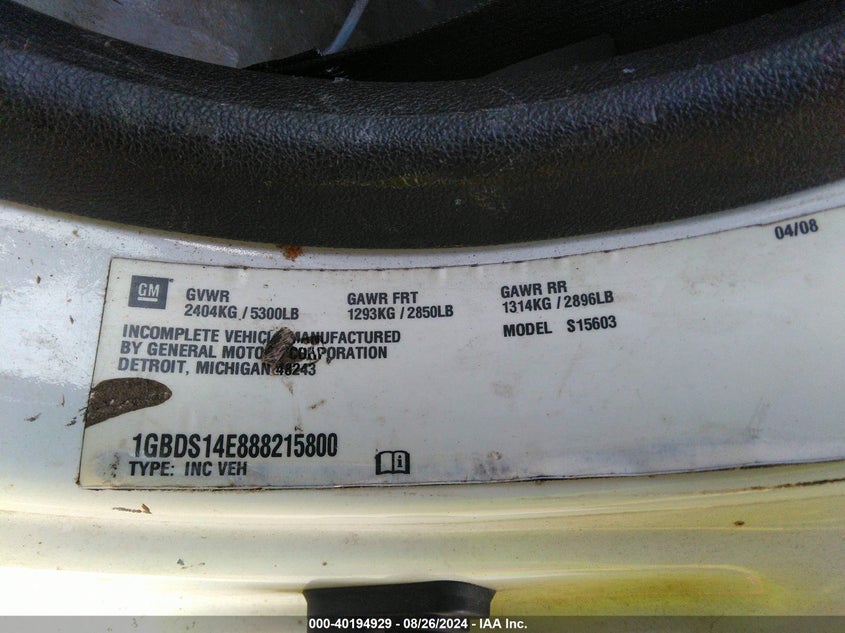 04/08
GM
GVWR
2404KG / 5300LB
GAWR FRT
1293KG / 2850LB
GAWR RR
1314KG / 2896LB
MODEL S15603
INCOMPLETE VEHICLE MANUFACTURED
BY GENERAL MOTORS CORPORATION
DETROIT, MICHIGAN 48243
1GBDS14E888215800
TYPE: INC VEH
000-40194929 - 08/26/2024 - IAA Inc.